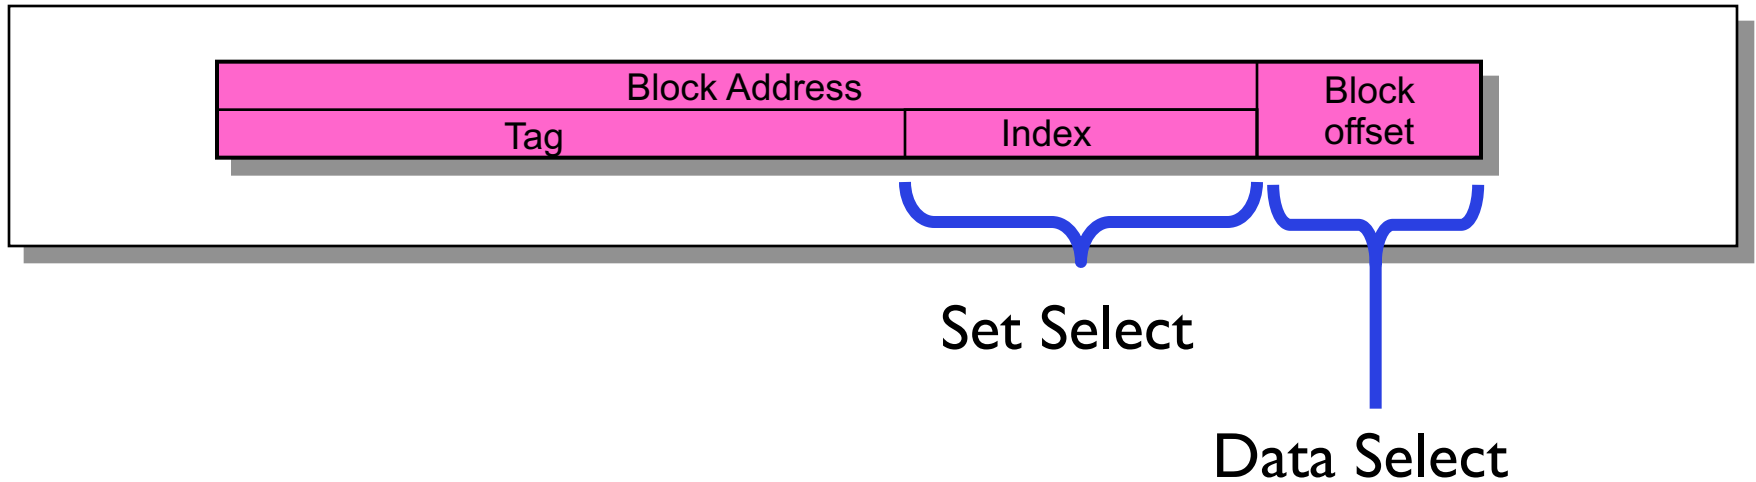 Block Address
Block
offset
Tag
Index
Set Select
Data Select